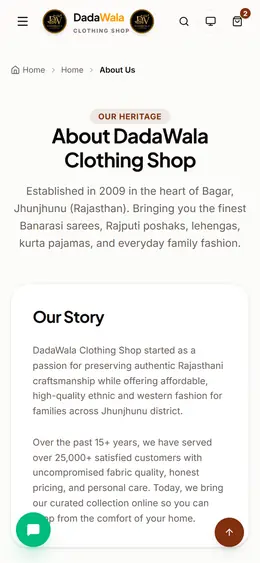 DadaWala
CLOTHING SHOP
2
Home > Home > About Us
OUR HERITAGE
About DadaWala
Clothing Shop
Established in 2009 in the heart of Bagar,
Jhunjhunu (Rajasthan). Bringing you the finest
Banarasi sarees, Rajputi poshaks, lehengas,
kurta pajamas, and everyday family fashion.
Our Story
DadaWala Clothing Shop started as a
passion for preserving authentic Rajasthani
craftsmanship while offering affordable,
high-quality ethnic and western fashion for
families across Jhunjhunu district.
Over the past 15+ years, we have served
over 25,000+ satisfied customers with
uncompromised fabric quality, honest
pricing, and personal care. Today, we bring
our curated collection online so you can
from the comfort of your home.